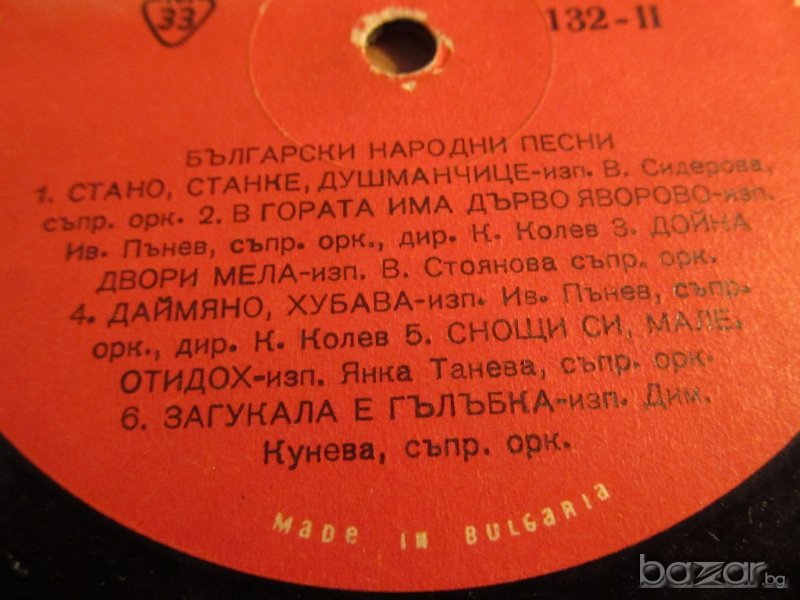 33
132-II
БЪЛГАРСКИ НАРОДНИ ПЕСНИ
1. СТАНО, СТАНКЕ, ДУШМАНЧИЦЕ-изп. В. Сидерова,
съпр. орк. 2. В ГОРАТА ИМА ДЪРВО ЯВОРОВО-изп.
Ив. Пънев, съпр. орк., дир. К. Колев 3. ДОЙНА
ДВОРИ МЕЛА-изп. В. Стоянова съпр. орк.
4. ДАЙМЯНО, ХУБАВА-изп. Ив. Пънев, съпр.
орк., дир. К. Колев 5. СНОЩИ СИ, МАЛЕ,
ОТИДОХ-изп. Янка Танева, съпр. орк.
6. ЗАГУКАЛА Е ГЪЛЪБКА-изп. Дим.
Кунева, съпр. орк.
MADE IN BULGARIA
bazar.bg